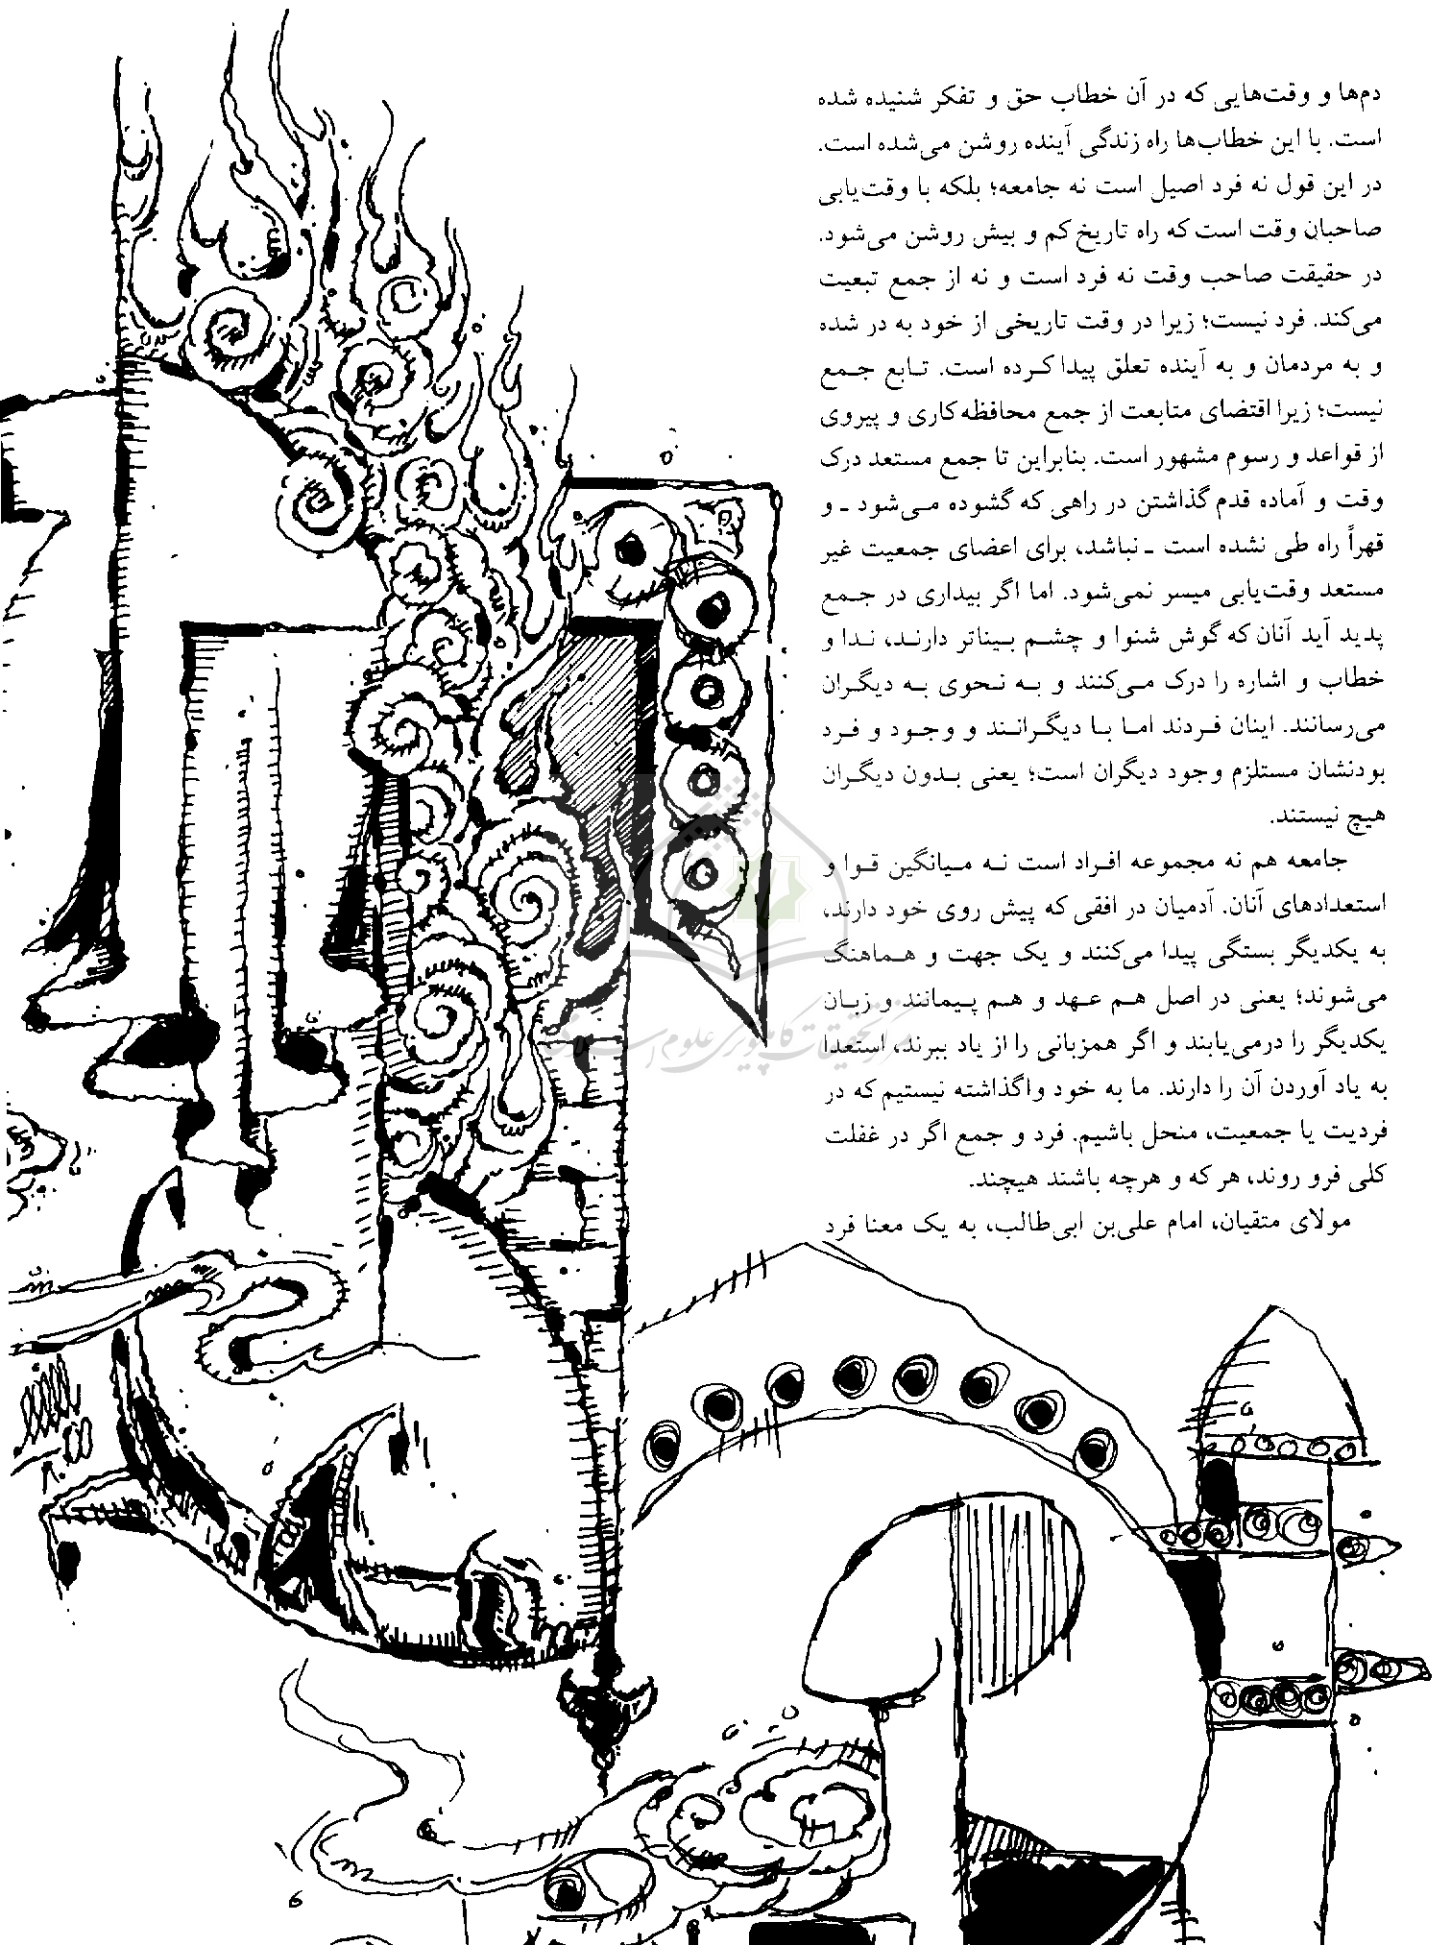 دم‌ها و وقت‌هایی که در آن خطاب حق و تفکر شنیده شده
است. با این خطاب‌ها راه زندگی آینده روشن می‌شده است.
در این قول نه فرد اصیل است نه جامعه؛ بلکه با وقت‌یابی
صاحبان وقت است که راه تاریخ کم و بیش روشن می‌شود.
در حقیقت صاحب وقت نه فرد است و نه از جمع تبعیت
می‌کند. فرد نیست؛ زیرا در وقت تاریخی از خود به در شده
و به مردمان و به آینده تعلق پیدا کرده است. تابع جمع
نیست؛ زیرا اقتضای متابعت از جمع محافظه‌کاری و پیروی
از قواعد و رسوم مشهور است. بنابراین تا جمع مستعد درک
وقت و آماده قدم گذاشتن در راهی که گشوده می‌شود ـ و
قهراً راه طی نشده است ـ نباشد، برای اعضای جمعیت غیر
مستعد وقت‌یابی میسر نمی‌شود. اما اگر بیداری در جمع
پدید آید آنان که گوش شنوا و چشم بیناتر دارند، ندا و
خطاب و اشاره را درک می‌کنند و به نحوی به دیگران
می‌رسانند. اینان فردند اما با دیگرانند و وجود و فرد
بودنشان مستلزم وجود دیگران است؛ یعنی بدون دیگران
هیچ نیستند.
جامعه هم نه مجموعه افراد است نه میانگین قوا و
استعدادهای آنان. آدمیان در افقی که پیش روی خود دارند،
به یکدیگر بستگی پیدا می‌کنند و یک جهت و هماهنگ
می‌شوند؛ یعنی در اصل هم عهد و هم پیمانند و زبان
یکدیگر را درمی‌یابند و اگر همزبانی را از یاد ببرند، استعدا
به یاد آوردن آن را دارند. ما به خود واگذاشته نیستیم که در
فردیت یا جمعیت، منحل باشیم. فرد و جمع اگر در غفلت
کلی فرو روند، هر که و هرچه باشند هیچند.
مولای متقیان، امام علی‌بن ابی‌طالب، به یک معنا فرد
مرکز تحقیقات کامپیوتری علوم اسلامی